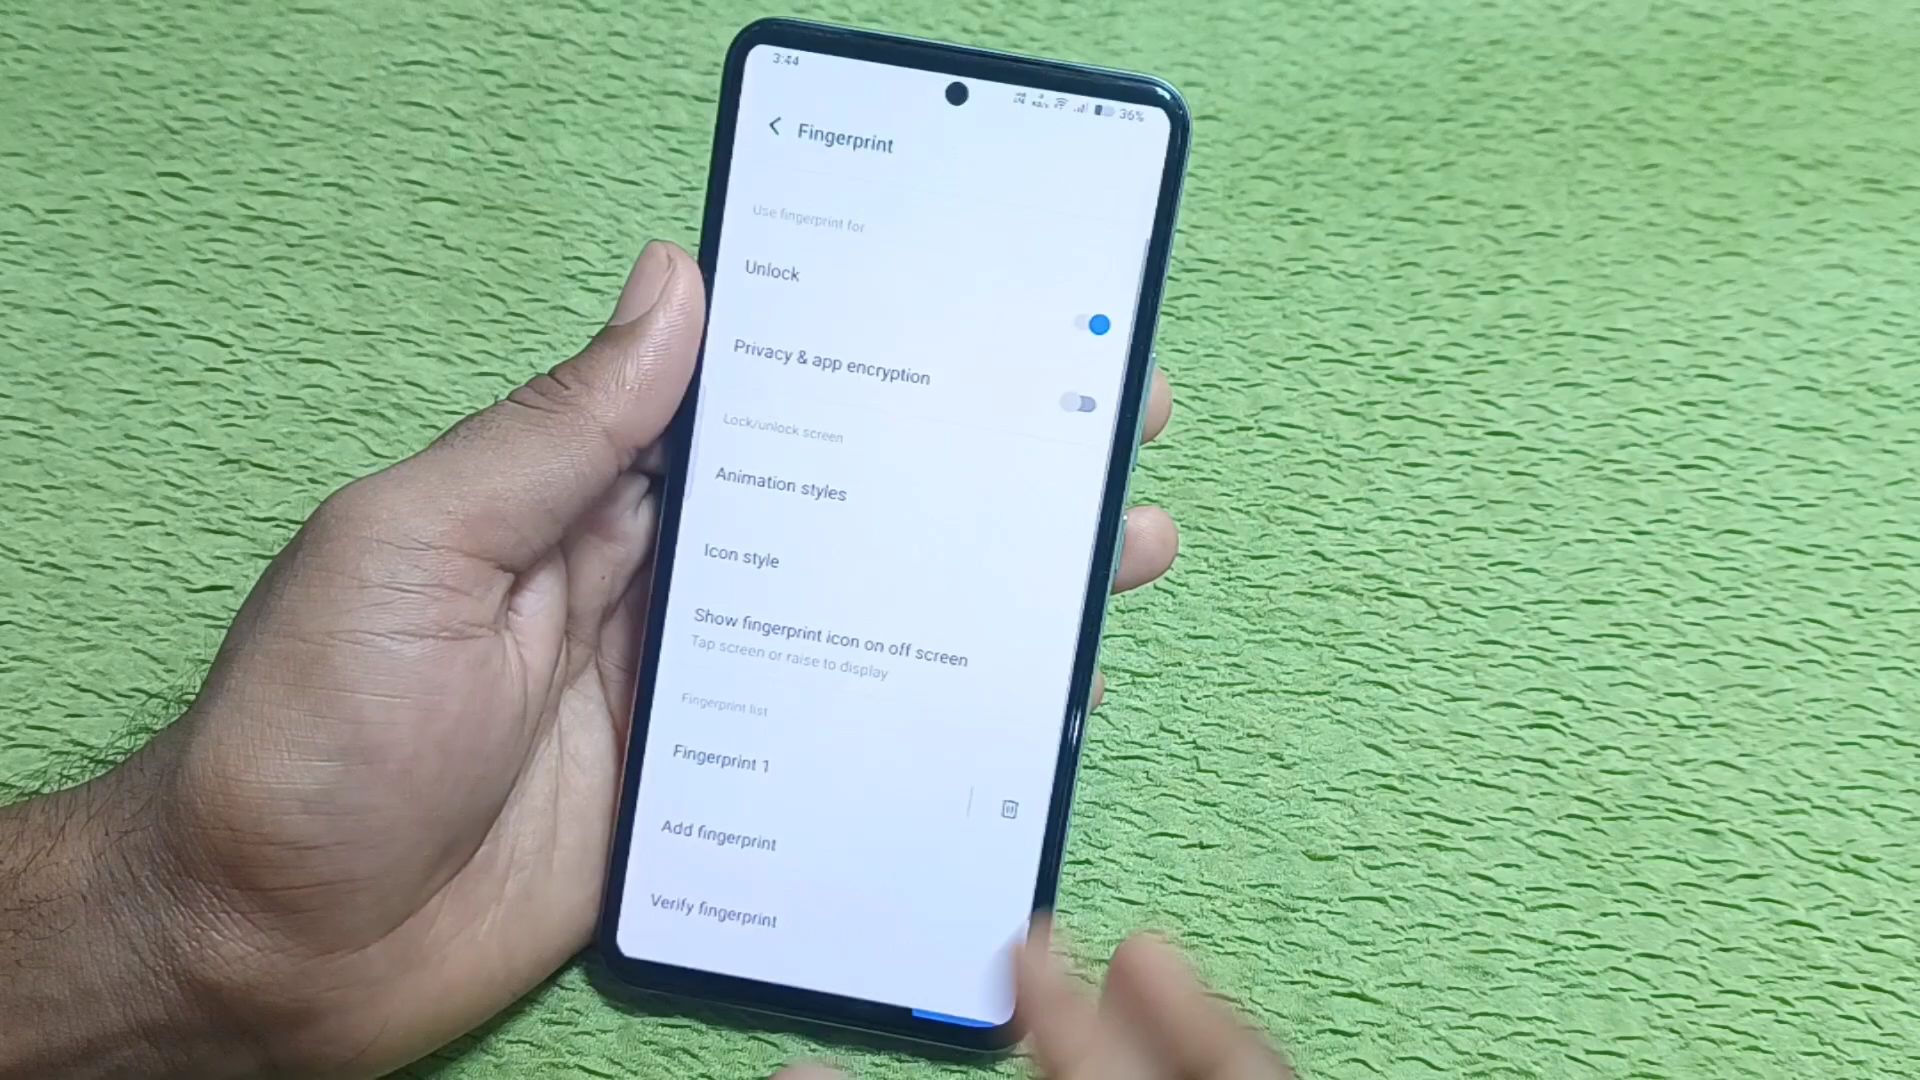 3:44
36%
Fingerprint
Use fingerprint for
Unlock
Privacy & app encryption
Lock/unlock screen
Animation styles
Icon style
Show fingerprint icon on off screen
Tap screen or raise to display
Fingerprint list
Fingerprint 1
Add fingerprint
Verify fingerprint